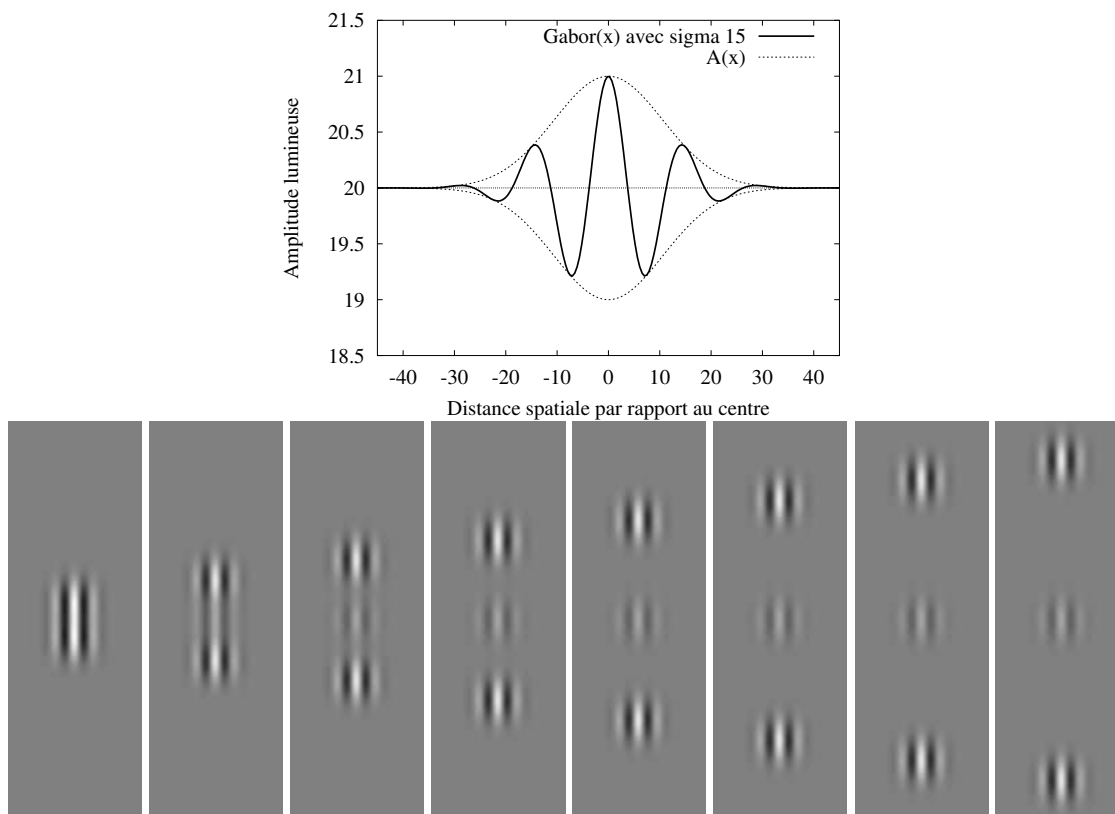 21.5
Gabor(x) avec sigma 15
A(x)
21
20.5
20
19.5
19
18.5
Amplitude lumineuse
-40 -30 -20 -10 0 10 20 30 40
Distance spatiale par rapport au centre